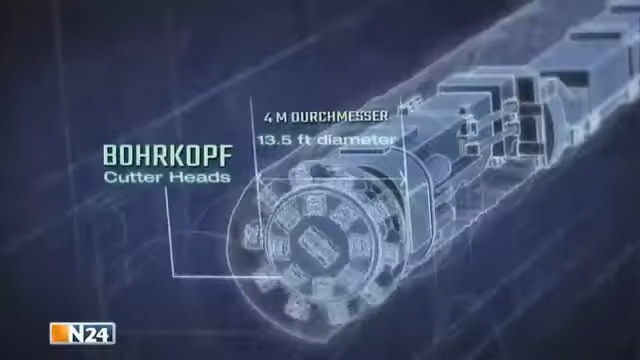 4 M DURCHMESSER
13.5 ft diameter
BOHRKOPF
Cutter Heads
N24